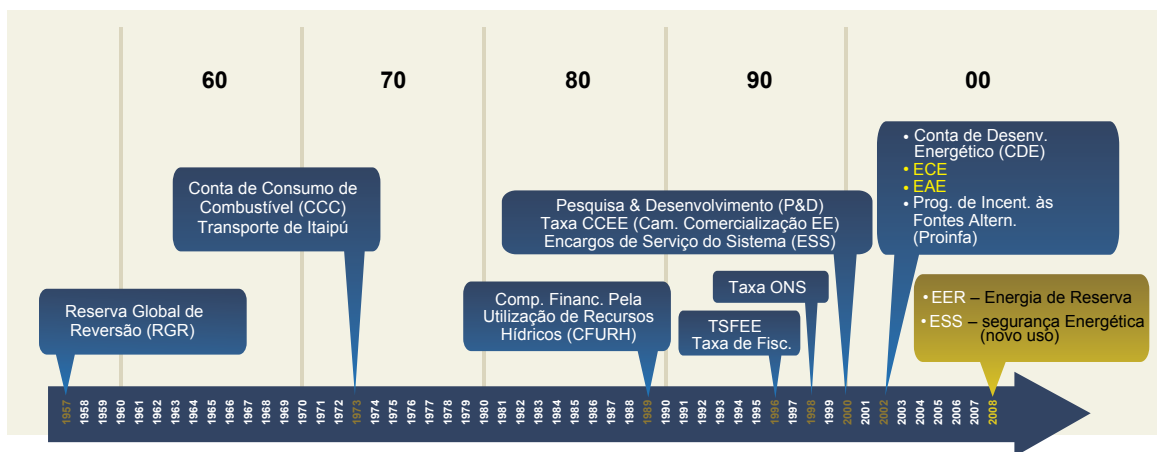 60
70
80
90
00
• Conta de Desenv.
Energético (CDE)
• ECE
• EAE
• Prog. de Incent. às
Fontes Altern.
(Proinfa)
Conta de Consumo de
Combustível (CCC)
Transporte de Itaipú
Pesquisa & Desenvolvimento (P&D)
Taxa CCEE (Cam. Comercialização EE)
Encargos de Serviço do Sistema (ESS)
Taxa ONS
• EER – Energia de Reserva
• ESS – segurança Energética
(novo uso)
Reserva Global de
Reversão (RGR)
Comp. Financ. Pela
Utilização de Recursos
Hídricos (CFURH)
TSFEE
Taxa de Fisc.
1957
1958
1959
1960
1961
1962
1963
1964
1965
1966
1967
1968
1969
1970
1971
1972
1973
1974
1975
1976
1977
1978
1979
1980
1981
1982
1983
1984
1985
1986
1987
1988
1989
1990
1991
1992
1993
1994
1995
1996
1997
1998
1999
2000
2001
2002
2003
2004
2005
2006
2007
2008